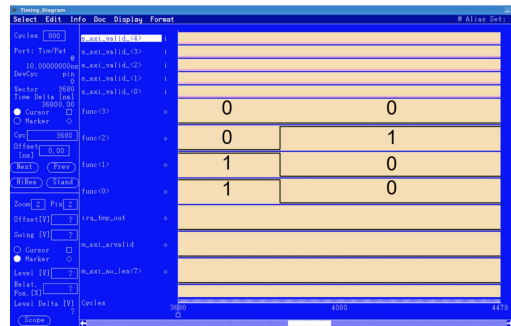 Timing_Diagram
Select Edit Info Doc Display Format @ Alias Set:
Cycles 800
Port: Tim/Pat
@
10.00000000ns
DevCyc pin
0
Vector 3680
Time Delta [ns]
36800.00
Cursor
Marker
Cyc 3680
Offset [ns] 0.00
Next Prev
HiRes Stand
Zoom 2 Pix 2
Offset[V] ?
Swing [V] ?
Cursor
Marker
Level [V] ?
Relat. Pos.[%] ?
Level Delta [V]
?
Scope
s_axi_valid_<4> i
s_axi_valid_<3> i
s_axi_valid_<2> i
s_axi_valid_<1> i
s_axi_valid_<0> i
func<3> o 0 0
func<2> o 0 1
func<1> o 1 0
func<0> o 1 0
irq_tmp_out o
m_axi_arvalid o
m_axi_aw_len<7> o
Cycles 3680 4080 4479